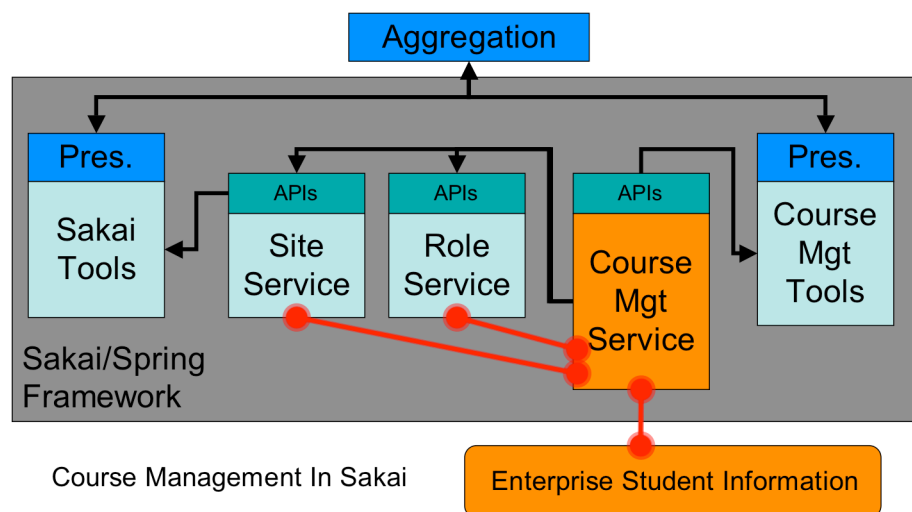 Aggregation
Pres.
Sakai
Tools
APIs
Site
Service
APIs
Role
Service
APIs
Course
Mgt
Service
Pres.
Course
Mgt
Tools
Sakai/Spring
Framework
Course Management In Sakai
Enterprise Student Information